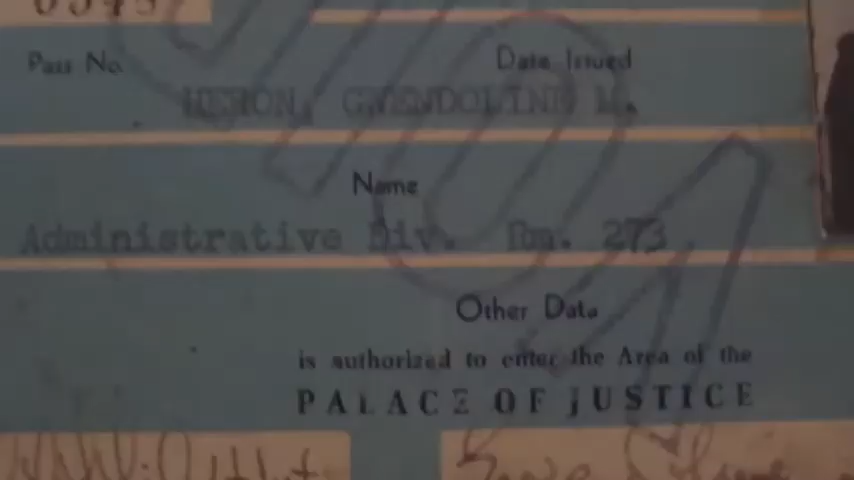 Pass No. Date Issued
HERON, GWENDOLINE M.
Name
Administrative Div. Rm. 273
Other Data
is authorized to enter the Area of the
PALACE OF JUSTICE